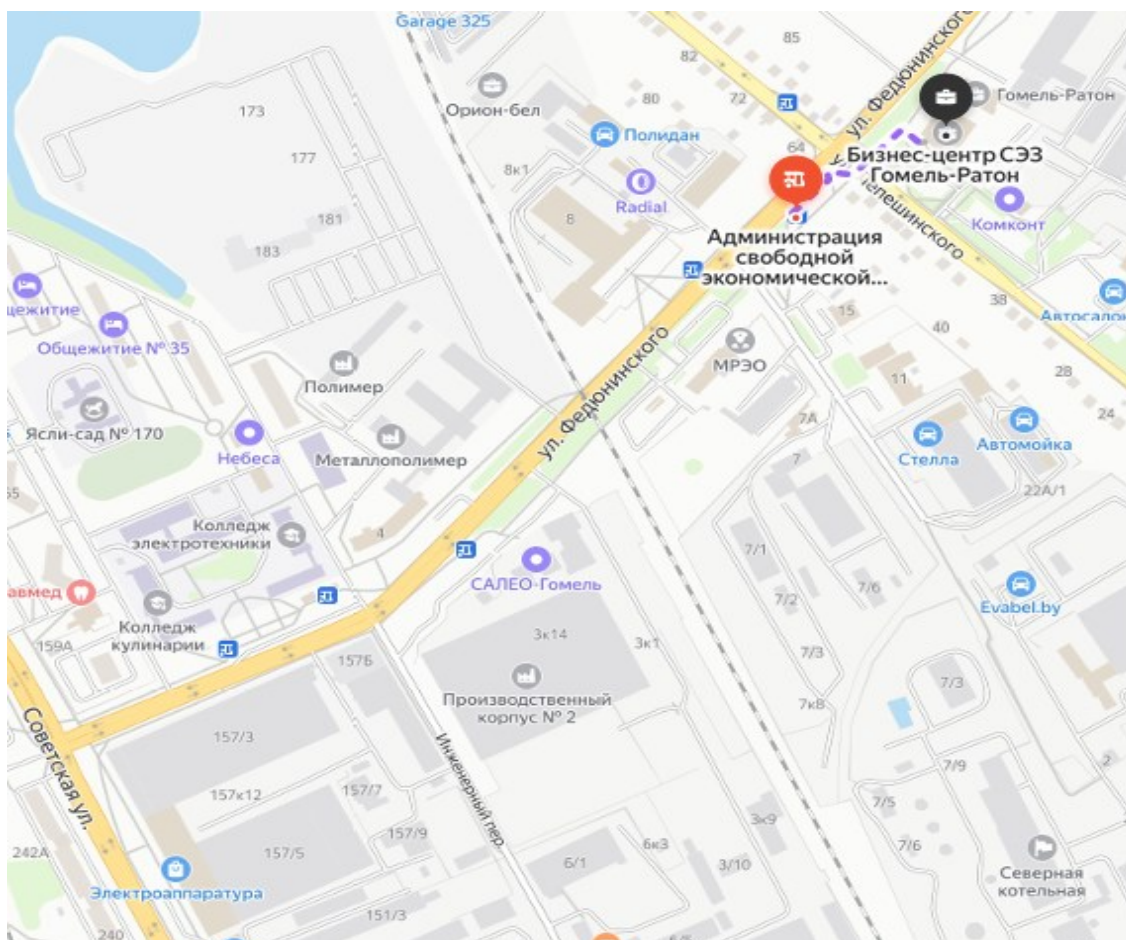 Garage 325
ул. Федюнинского
85
82
173
Орион-бел
80
72
Гомель-Ратон
Полидан
64
177
8к1
Бизнес-центр СЭЗ
Гомель-Ратон
Radial
181
8
Комконт
183
Администрация
свободной
экономической...
38
Автосалон
15
40
Общежитие № 35
МРЭО
Полимер
28
11
ул. Федюнинского
24
7А
Ясли-сад № 170
Небеса
Металлополимер
Стелла
Автомойка
7
22А/1
Колледж
электротехники
4
7/1
САЛЕО-Гомель
7/2
7/6
Evabel.by
Колледж
кулинарии
159А
3к14
3к1
7/3
157Б
7/3
Производственный
корпус № 2
7к8
Советская ул.
157/3
Инженерный пер.
2
7/9
157к12
157/7
7/5
157/9
3к9
6к3
7/6
242А
157/5
6/1
3/10
Северная
котельная
Электроаппаратура
151/3
240